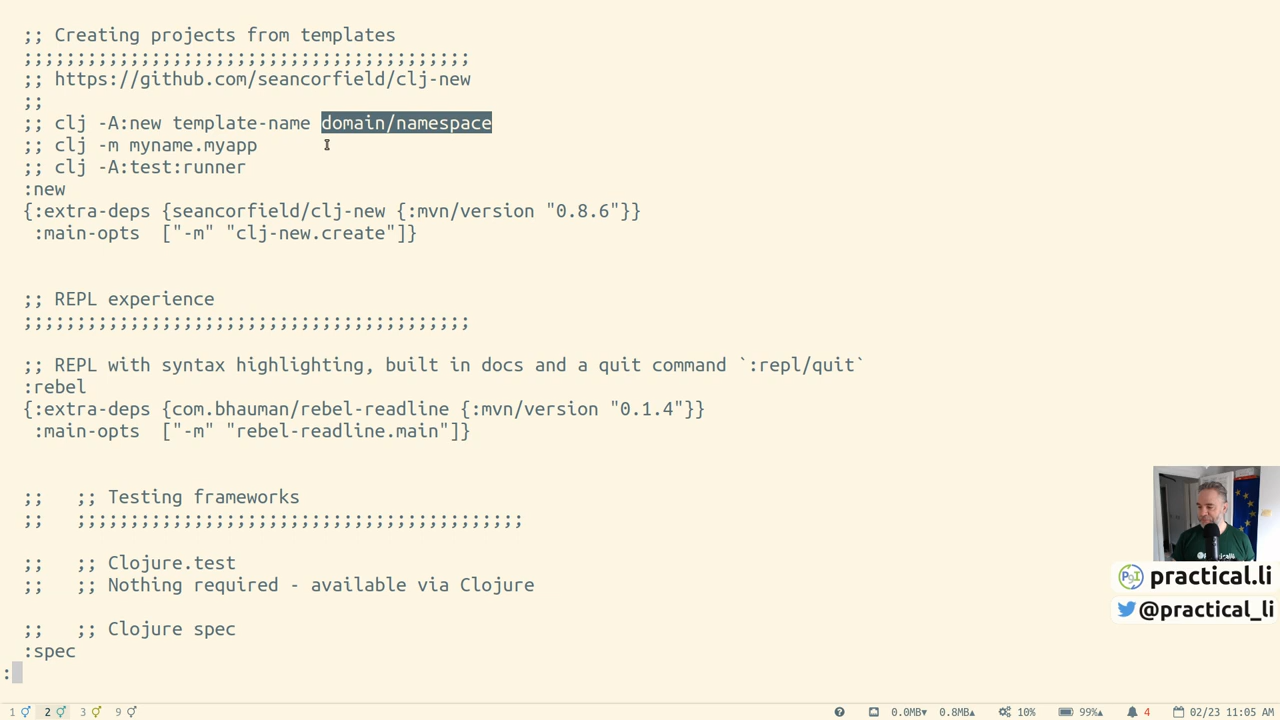 ;; Creating projects from templates
;;;;;;;;;;;;;;;;;;;;;;;;;;;;;;;;;;;;;;;;;;
;; https://github.com/seancorfield/clj-new
;;
;; clj -A:new template-name domain/namespace
;; clj -m myname.myapp
;; clj -A:test:runner
:new
{:extra-deps {seancorfield/clj-new {:mvn/version "0.8.6"}}
:main-opts ["-m" "clj-new.create"]}
;; REPL experience
;;;;;;;;;;;;;;;;;;;;;;;;;;;;;;;;;;;;;;;;;;
;; REPL with syntax highlighting, built in docs and a quit command `:repl/quit`
:rebel
{:extra-deps {com.bhauman/rebel-readline {:mvn/version "0.1.4"}}
:main-opts ["-m" "rebel-readline.main"]}
;; ;; Testing frameworks
;; ;;;;;;;;;;;;;;;;;;;;;;;;;;;;;;;;;;;;;;;;;;
;; ;; Clojure.test
;; ;; Nothing required - available via Clojure
;; ;; Clojure spec
:spec
:
practical.li
@practical_li
1 2 3 9 0.0MB▾ 0.8MB▴ 10% 99%▴ 4 02/23 11:05 AM